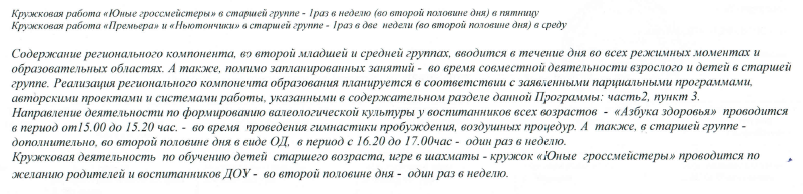 Кружковая работа «Юные гроссмейстеры» в старшей группе - 1раз в неделю (во второй половине дня) в пятницу
Кружковая работа «Премьера» и «Ньютончики» в старшей группе - 1раз в две недели (во второй половине дня) в среду
Содержание регионального компонента, во второй младшей и средней группах, вводится в течение дня во всех режимных моментах и
образовательных областях. А также, помимо запланированных занятий - во время совместной деятельности взрослого и детей в старшей
группе. Реализация регионального компонента образования планируется в соответствии с заявленными парциальными программами,
авторскими проектами и системами работы, указанными в содержательном разделе данной Программы: часть2, пункт 3.
Направление деятельности по формированию валеологической культуры у воспитанников всех возрастов - «Азбука здоровья» проводится
в период от15.00 до 15.20 час. - во время проведения гимнастики пробуждения, воздушных процедур. А также, в старшей группе -
дополнительно, во второй половине дня в виде ОД, в период с 16.20 до 17.00час - один раз в неделю.
Кружковая деятельность по обучению детей старшего возраста, игре в шахматы - кружок «Юные гроссмейстеры» проводится по
желанию родителей и воспитанников ДОУ - во второй половине дня - один раз в неделю.